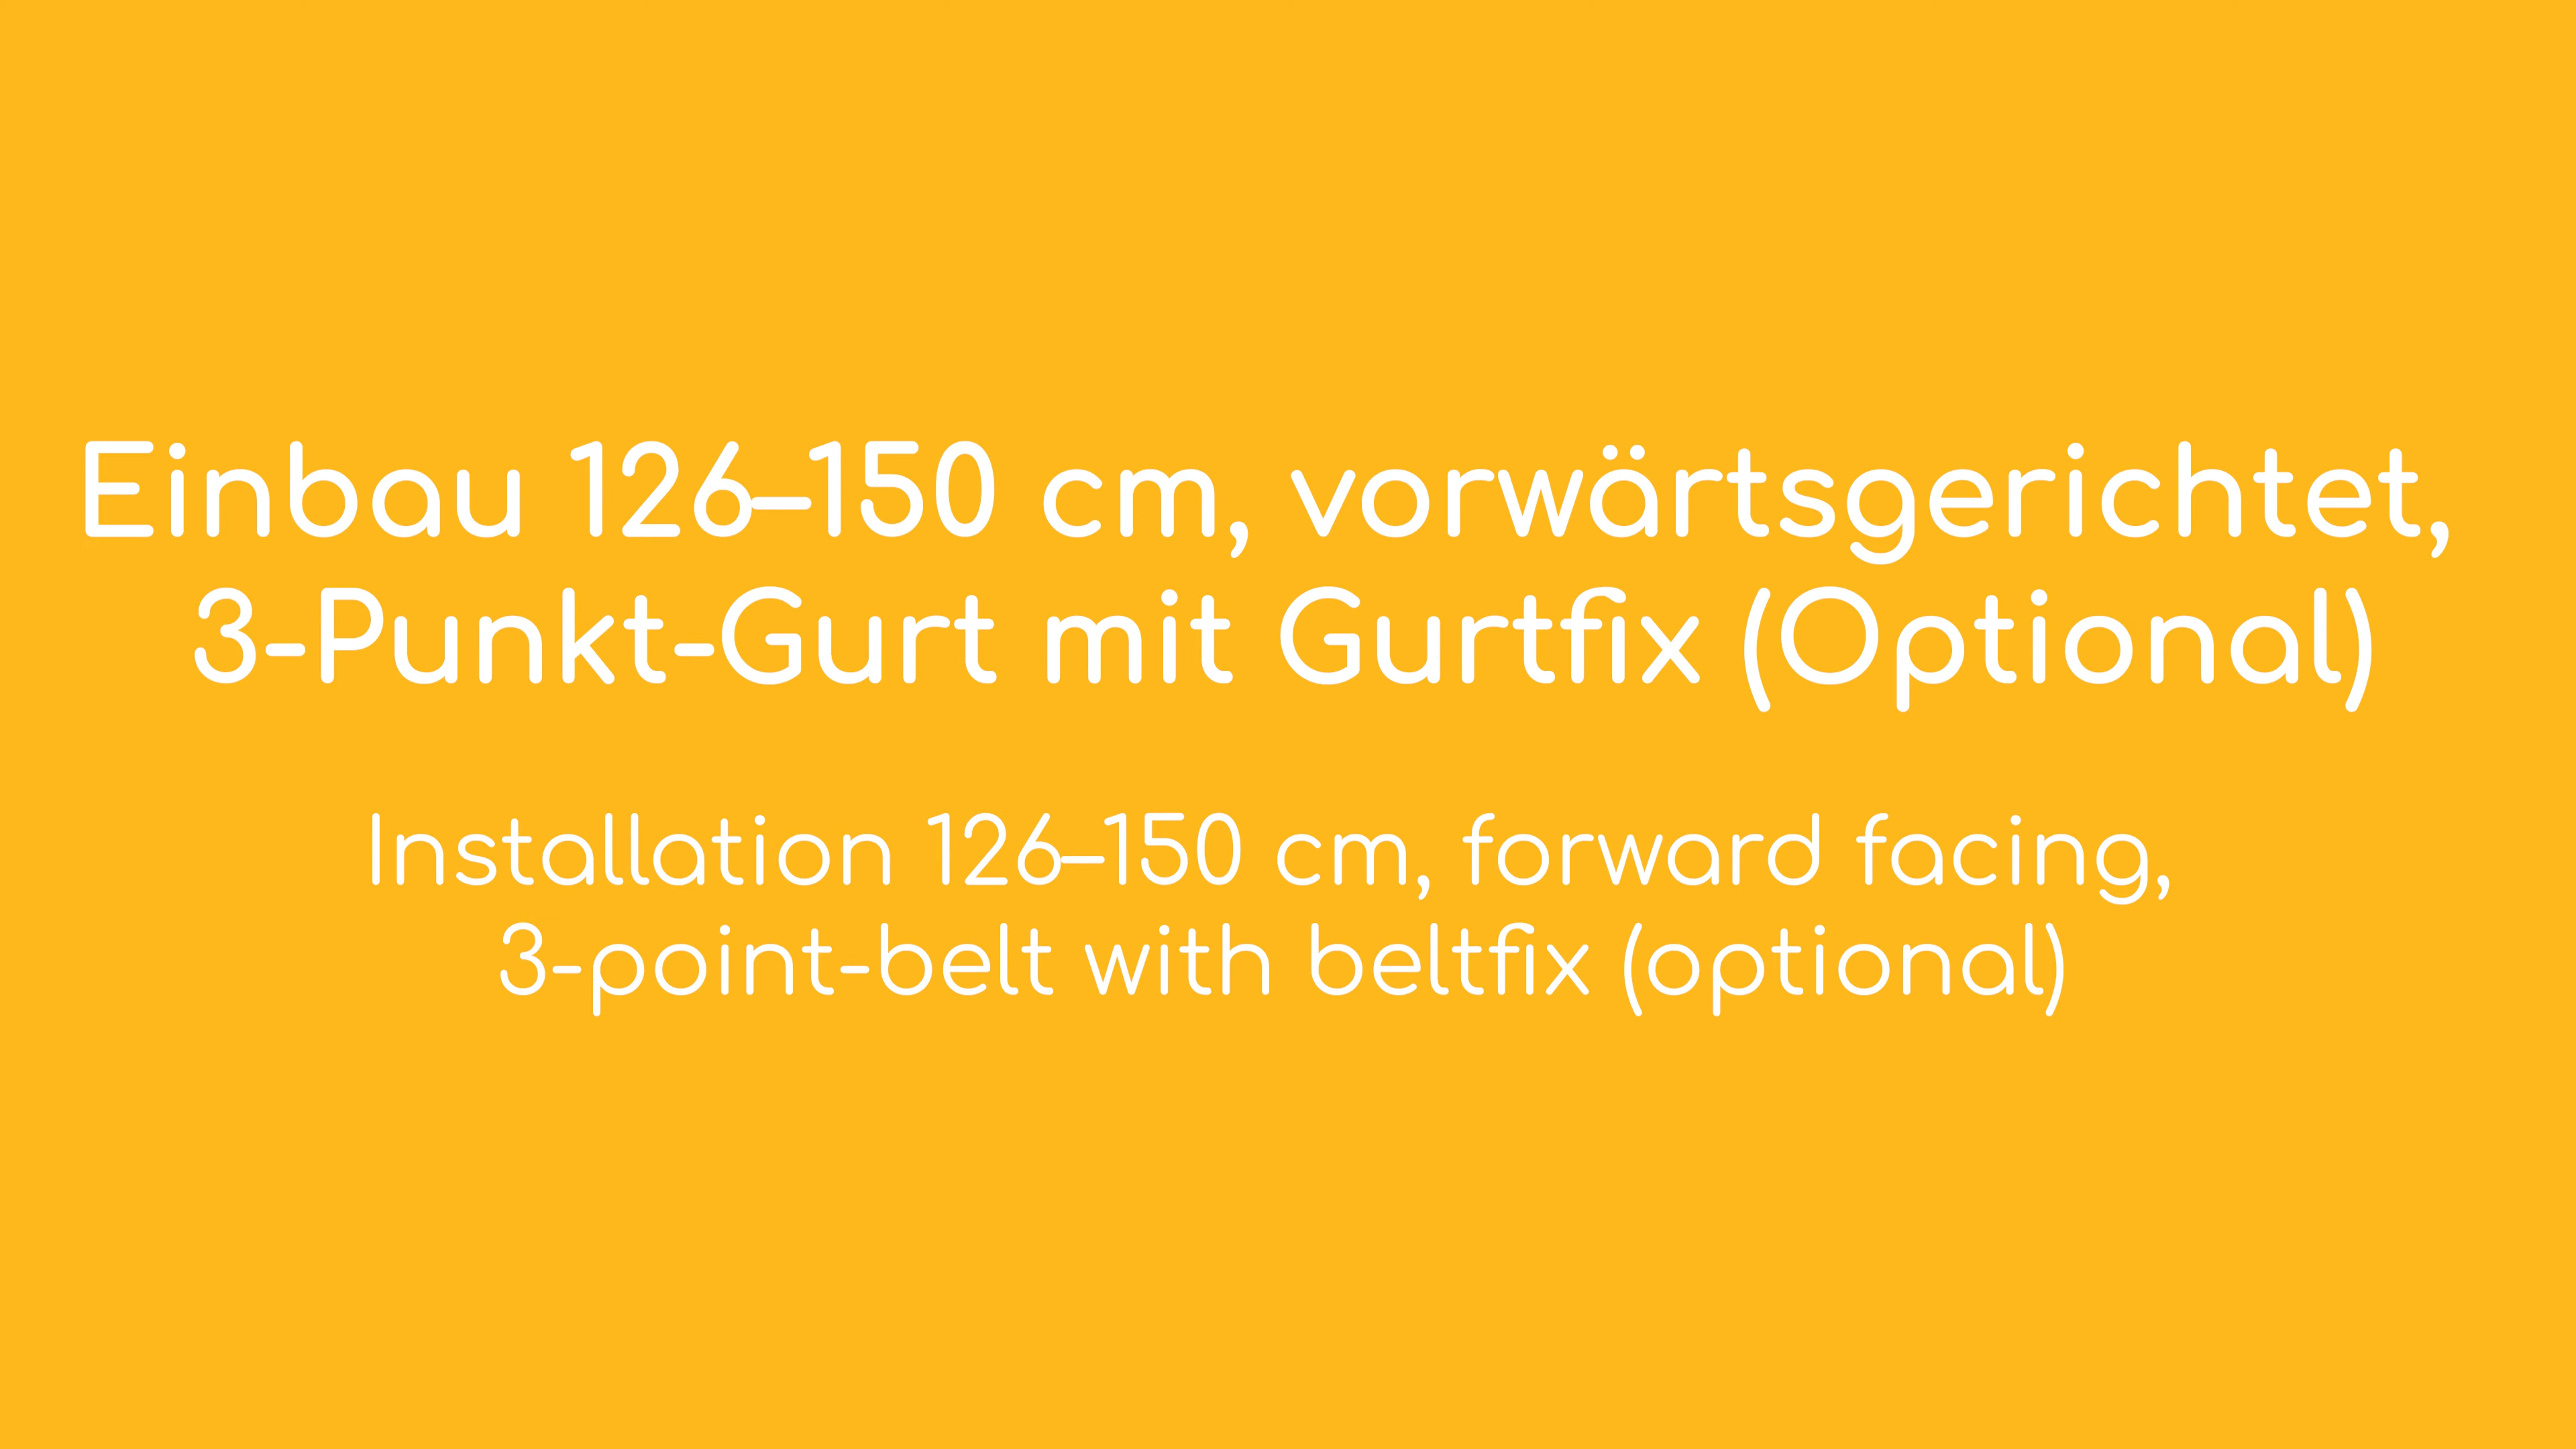 Einbau 126–150 cm, vorwärtsgerichtet,
3-Punkt-Gurt mit Gurtfix (Optional)
Installation 126–150 cm, forward facing,
3-point-belt with beltfix (optional)